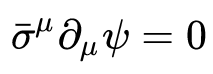 σ̄^μ ∂_μ ψ = 0